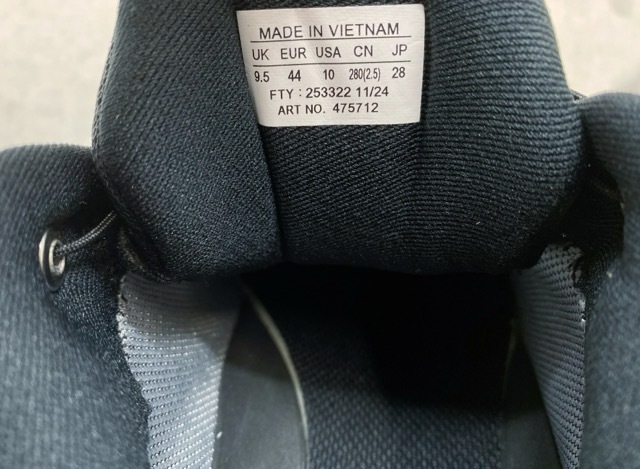 MADE IN VIETNAM
UK EUR USA CN JP
9.5 44 10 280(2.5) 28
FTY : 253322 11/24
ART NO. 475712